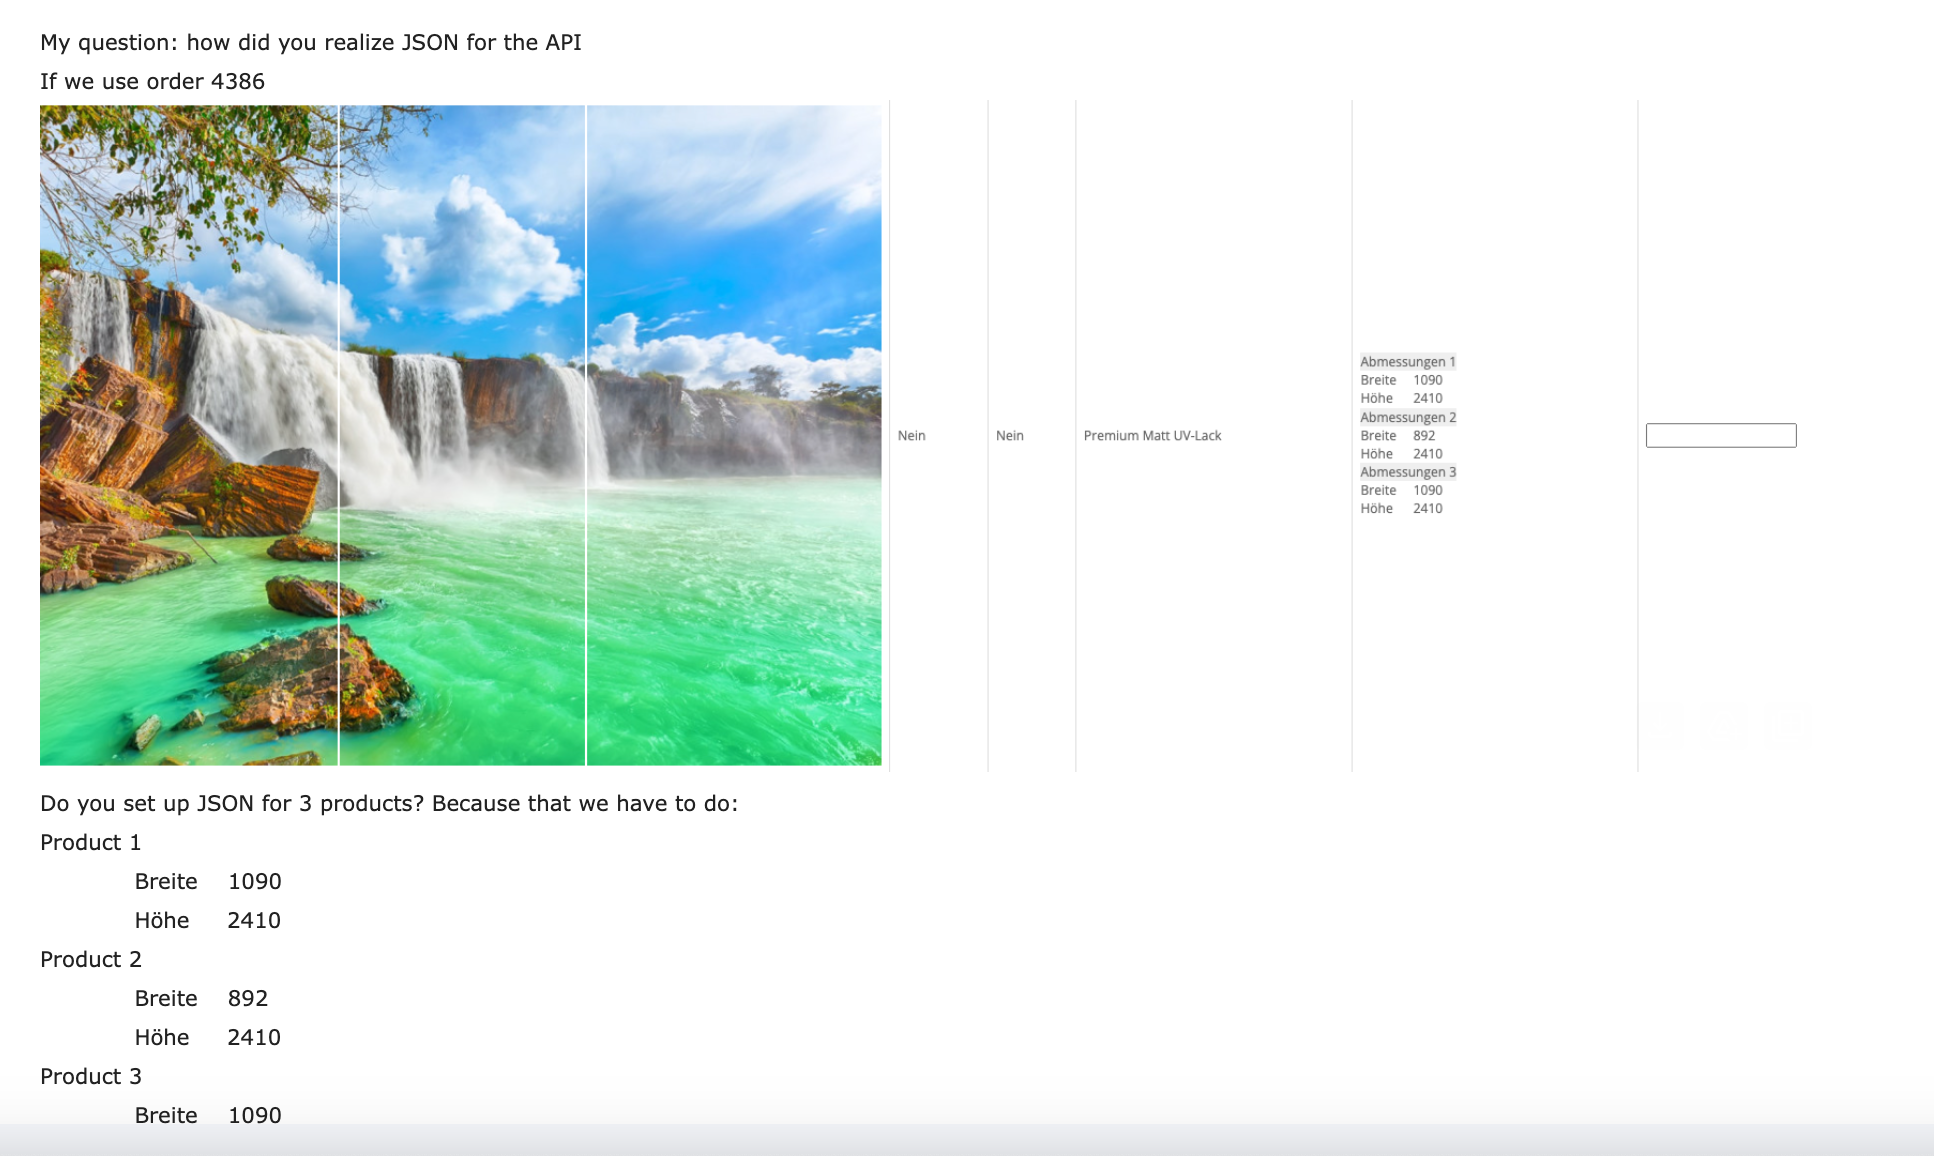 My question: how did you realize JSON for the API
If we use order 4386
Nein
Nein
Premium Matt UV-Lack
Abmessungen 1
Breite 1090
Höhe 2410
Abmessungen 2
Breite 892
Höhe 2410
Abmessungen 3
Breite 1090
Höhe 2410
Do you set up JSON for 3 products? Because that we have to do:
Product 1
Breite 1090
Höhe 2410
Product 2
Breite 892
Höhe 2410
Product 3
Breite 1090